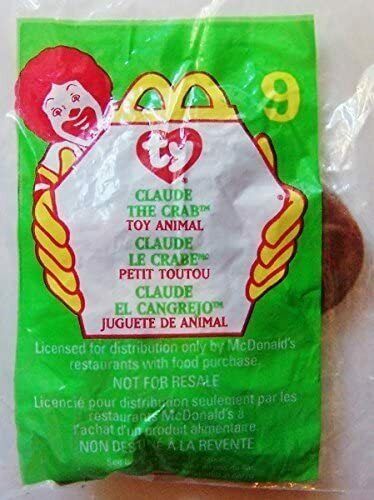 9
ty
CLAUDE
THE CRAB™
TOY ANIMAL
CLAUDE
LE CRABE™
PETIT TOUTOU
CLAUDE
EL CANGREJO™
JUGUETE DE ANIMAL
Licensed for distribution only by McDonald's
restaurants with food purchase.
NOT FOR RESALE
Licencié pour distribution seulement par les
restaurants McDonald's à
l'achat d'un produit alimentaire.
NON DESTINÉ À LA REVENTE